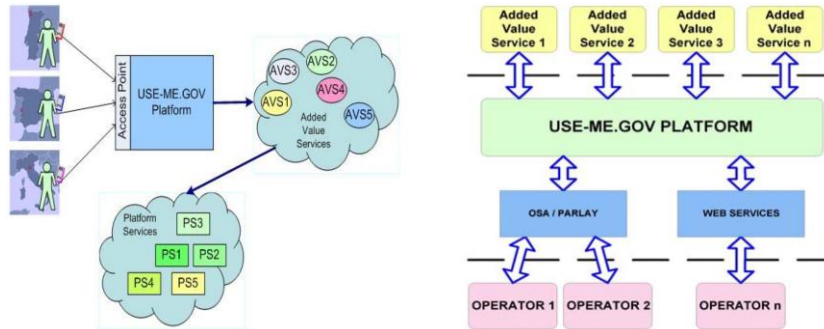 Access Point
USE-ME.GOV
Platform
AVS3
AVS2
AVS1
AVS4
AVS5
Added
Value
Services
Platform
Services
PS3
PS1
PS2
PS4
PS5
Added
Value
Service 1
Added
Value
Service 2
Added
Value
Service 3
Added
Value
Service n
USE-ME.GOV PLATFORM
OSA / PARLAY
WEB SERVICES
OPERATOR 1
OPERATOR 2
OPERATOR n